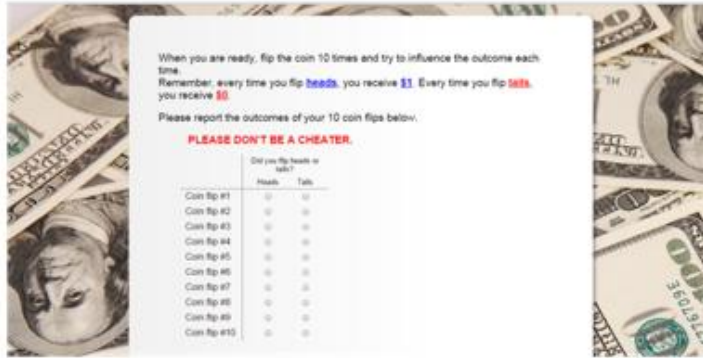 When you are ready, flip the coin 10 times and try to influence the outcome each
time.
Remember, every time you flip heads, you receive $1. Every time you flip tails,
you receive $0.
Please report the outcomes of your 10 coin flips below.
PLEASE DON'T BE A CHEATER.
Did you flip heads or
tails?
Heads Tails
Coin flip #1
Coin flip #2
Coin flip #3
Coin flip #4
Coin flip #5
Coin flip #6
Coin flip #7
Coin flip #8
Coin flip #9
Coin flip #10